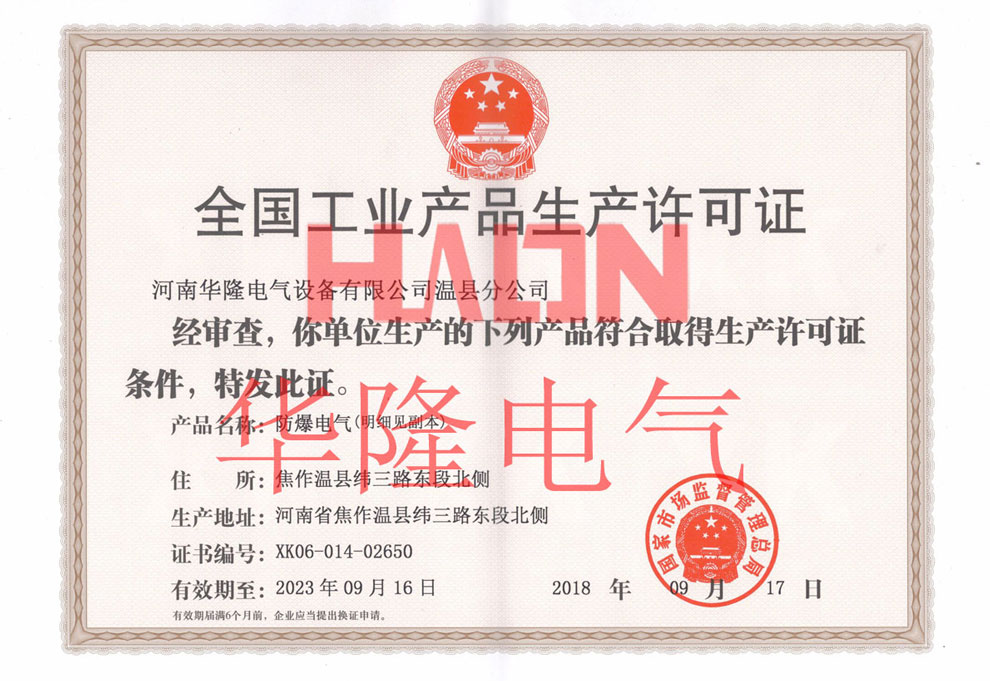 全国工业产品生产许可证
HALON
河南华隆电气设备有限公司温县分公司
经审查，你单位生产的下列产品符合取得生产许可证
条件，特发此证。
华隆电气
产品名称：防爆电气(明细见副本)
住 所：焦作温县纬三路东段北侧
生产地址：河南省焦作温县纬三路东段北侧
证书编号：XK06-014-02650
有效期至：2023 年 09 月 16 日
2018 年 09 月 17 日
国家市场监督管理总局
有效期届满6个月前，企业应当提出换证申请。